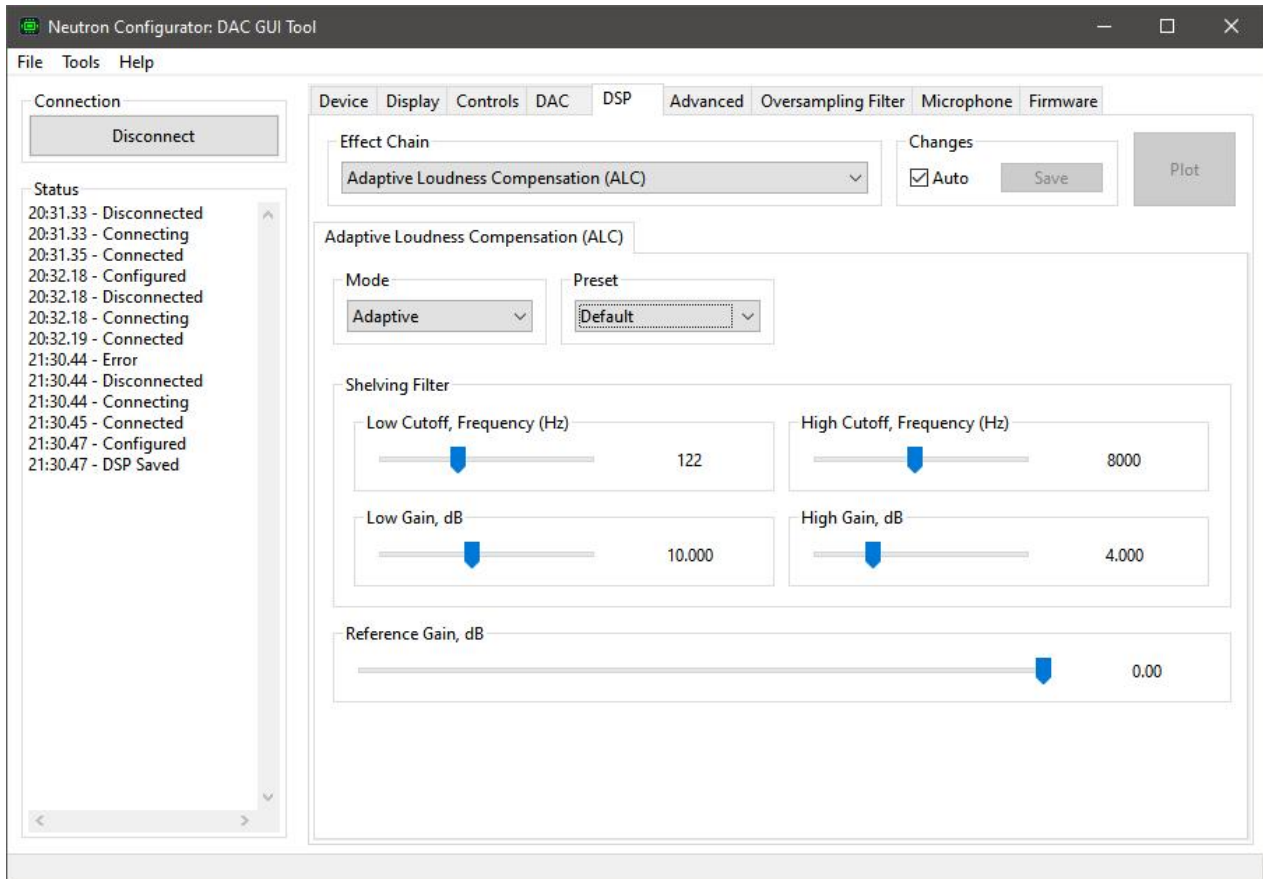 Neutron Configurator: DAC GUI Tool
File Tools Help
Connection
Disconnect
Status
20:31.33 - Disconnected
20:31.33 - Connecting
20:31.35 - Connected
20:32.18 - Configured
20:32.18 - Disconnected
20:32.18 - Connecting
20:32.19 - Connected
21:30.44 - Error
21:30.44 - Disconnected
21:30.44 - Connecting
21:30.45 - Connected
21:30.47 - Configured
21:30.47 - DSP Saved
Device Display Controls DAC DSP Advanced Oversampling Filter Microphone Firmware
Effect Chain
Adaptive Loudness Compensation (ALC)
Changes
Auto Save
Plot
Adaptive Loudness Compensation (ALC)
Mode
Adaptive
Preset
Default
Shelving Filter
Low Cutoff, Frequency (Hz)
122
High Cutoff, Frequency (Hz)
8000
Low Gain, dB
10.000
High Gain, dB
4.000
Reference Gain, dB
0.00